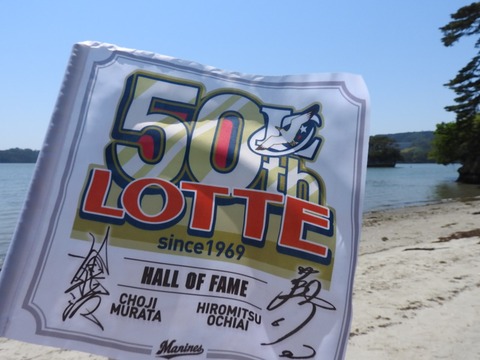 50th
LOTTE
since1969
HALL OF FAME
CHOJI
MURATA
HIROMITSU
OCHIAI
Marines